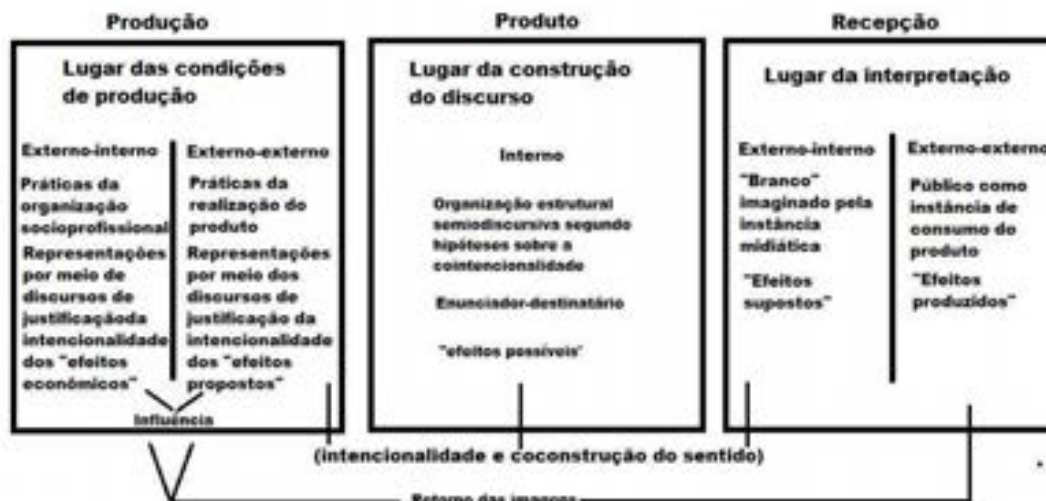 Produção
Lugar das condições
de produção
Externo-interno
Práticas da
organização
socioprofissional
Representações
por meio de
discursos de
justificaçãoda
intencionalidade
dos "efeitos
econômicos"
Externo-externo
Práticas da
realização do
produto
Representações
por meio dos
discursos de
justificação da
intencionalidade
dos "efeitos
propostos"
Influência
Produto
Lugar da construção
do discurso
Interno
Organização estrutural
semiodiscursiva segundo
hipóteses sobre a
cointencionalidade
Enunciador-destinatário
"efeitos possíveis'
Recepção
Lugar da interpretação
Externo-interno
"Branco"
imaginado pela
instância
midiática
"Efeitos
supostos"
Externo-externo
Público como
instância de
consumo do
produto
"Efeitos
produzidos"
(intencionalidade e coconstrução do sentido)
Retorno das imagens